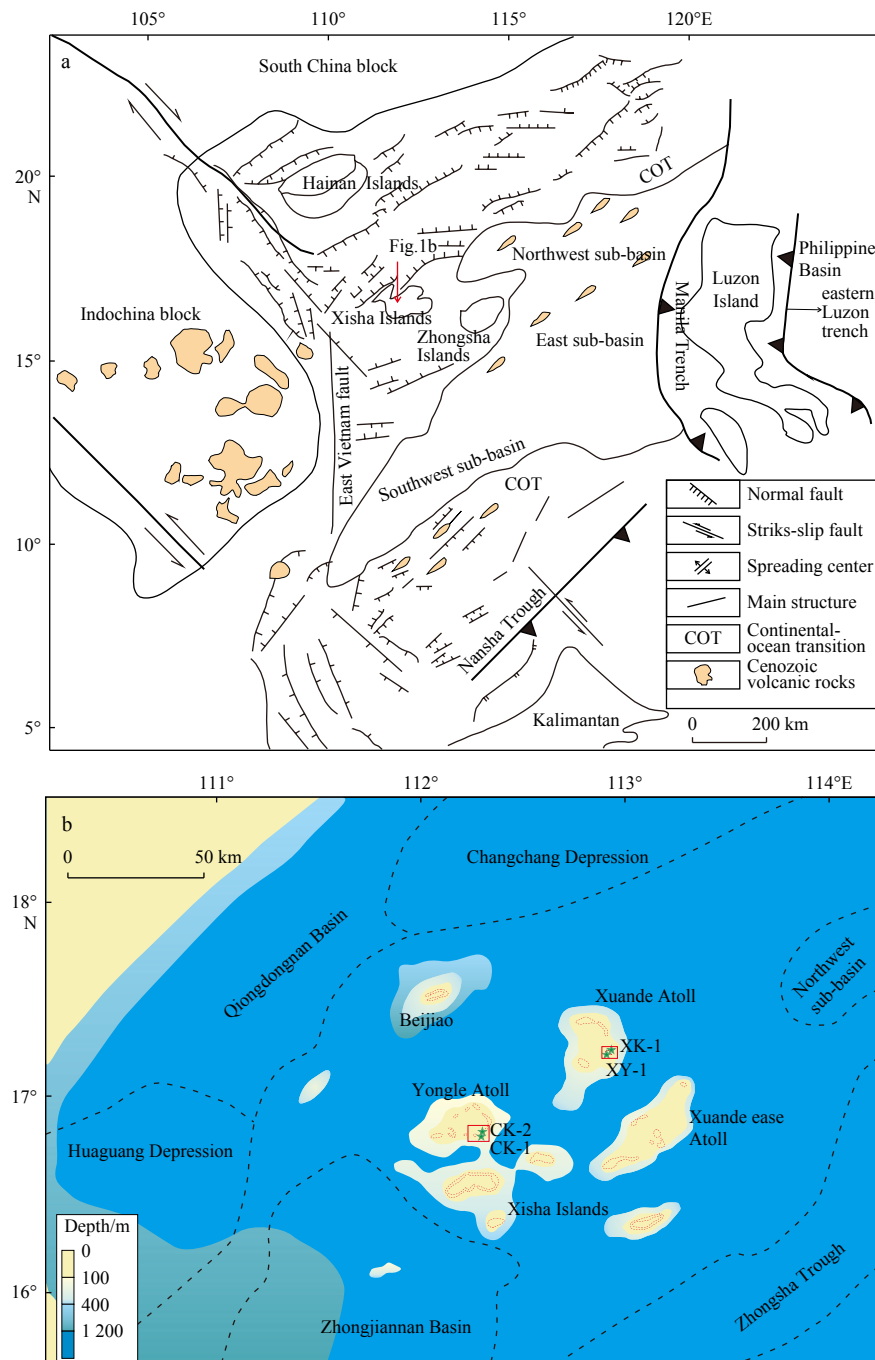 105°
110°
115°
120°E
a
South China block
20°
N
Hainan Islands
COT
Fig.1b
Northwest sub-basin
Philippine
Basin
Luzon
Island
eastern
Luzon
trench
Manila Trench
Indochina block
Xisha Islands
Zhongsha
Islands
East sub-basin
15°
East Vietnam fault
Southwest sub-basin
COT
10°
Nansha Trough
Kalimantan
5°
Normal fault
Striks-slip fault
Spreading center
Main structure
COT
Continental-
ocean transition
Cenozoic
volcanic rocks
0 200 km
111°
112°
113°
114°E
b
0 50 km
Changchang Depression
18°
N
Qiongdongnan Basin
Northwest
sub-basin
Xuande Atoll
Beijiao
XK-1
XY-1
17°
Yongle Atoll
CK-2
CK-1
Xuande ease
Atoll
Huaguang Depression
Xisha Islands
Depth/m
0
100
400
1 200
16°
Zhongjiannan Basin
Zhongsha Trough